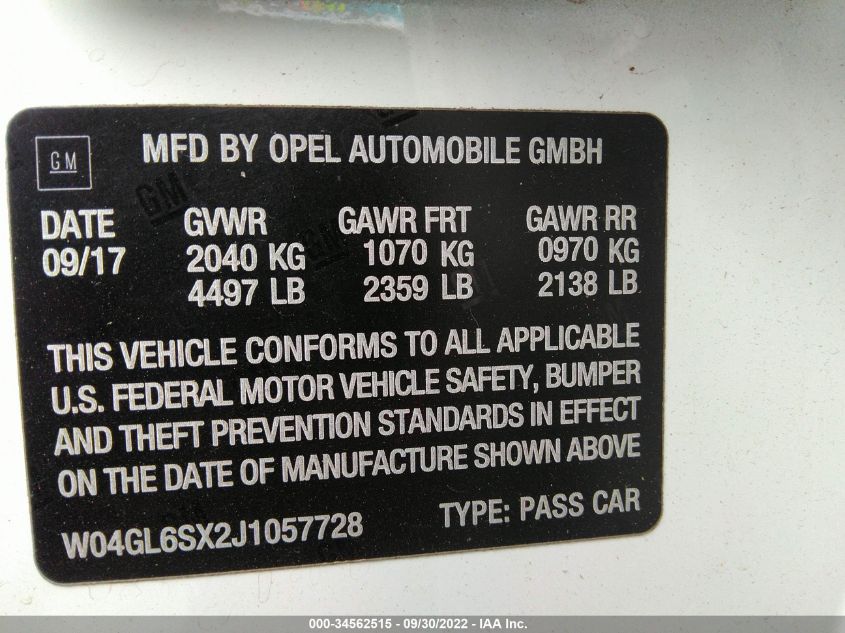 GM
MFD BY OPEL AUTOMOBILE GMBH
DATE GVWR GAWR FRT GAWR RR
09/17 2040 KG 1070 KG 0970 KG
4497 LB 2359 LB 2138 LB
THIS VEHICLE CONFORMS TO ALL APPLICABLE
U.S. FEDERAL MOTOR VEHICLE SAFETY, BUMPER
AND THEFT PREVENTION STANDARDS IN EFFECT
ON THE DATE OF MANUFACTURE SHOWN ABOVE
W04GL6SX2J1057728 TYPE: PASS CAR
000-34562515 - 09/30/2022 - IAA Inc.